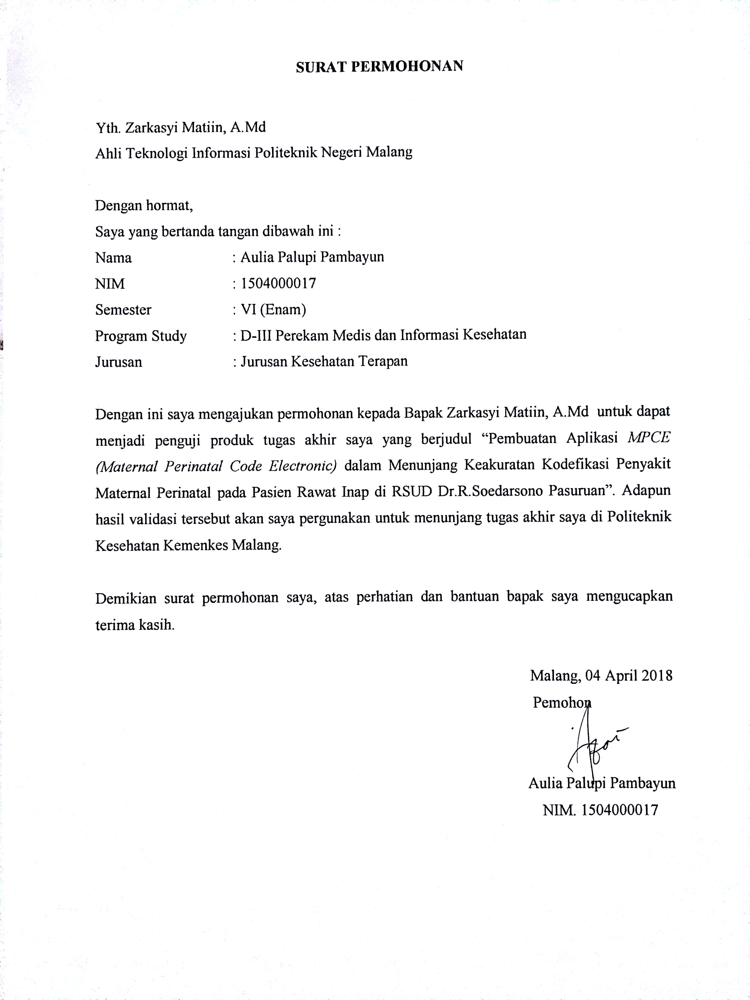 SURAT PERMOHONAN
Yth. Zarkasyi Matiin, A.Md
Ahli Teknologi Informasi Politeknik Negeri Malang
Dengan hormat,
Saya yang bertanda tangan dibawah ini :
Nama : Aulia Palupi Pambayun
NIM : 1504000017
Semester : VI (Enam)
Program Study : D-III Perekam Medis dan Informasi Kesehatan
Jurusan : Jurusan Kesehatan Terapan
Dengan ini saya mengajukan permohonan kepada Bapak Zarkasyi Matiin, A.Md untuk dapat
menjadi penguji produk tugas akhir saya yang berjudul “Pembuatan Aplikasi MPCE
(Maternal Perinatal Code Electronic) dalam Menunjang Keakuratan Kodefikasi Penyakit
Maternal Perinatal pada Pasien Rawat Inap di RSUD Dr.R.Soedarsono Pasuruan”. Adapun
hasil validasi tersebut akan saya pergunakan untuk menunjang tugas akhir saya di Politeknik
Kesehatan Kemenkes Malang.
Demikian surat permohonan saya, atas perhatian dan bantuan bapak saya mengucapkan
terima kasih.
Malang, 04 April 2018
Pemohon
Aulia Palupi Pambayun
NIM. 1504000017